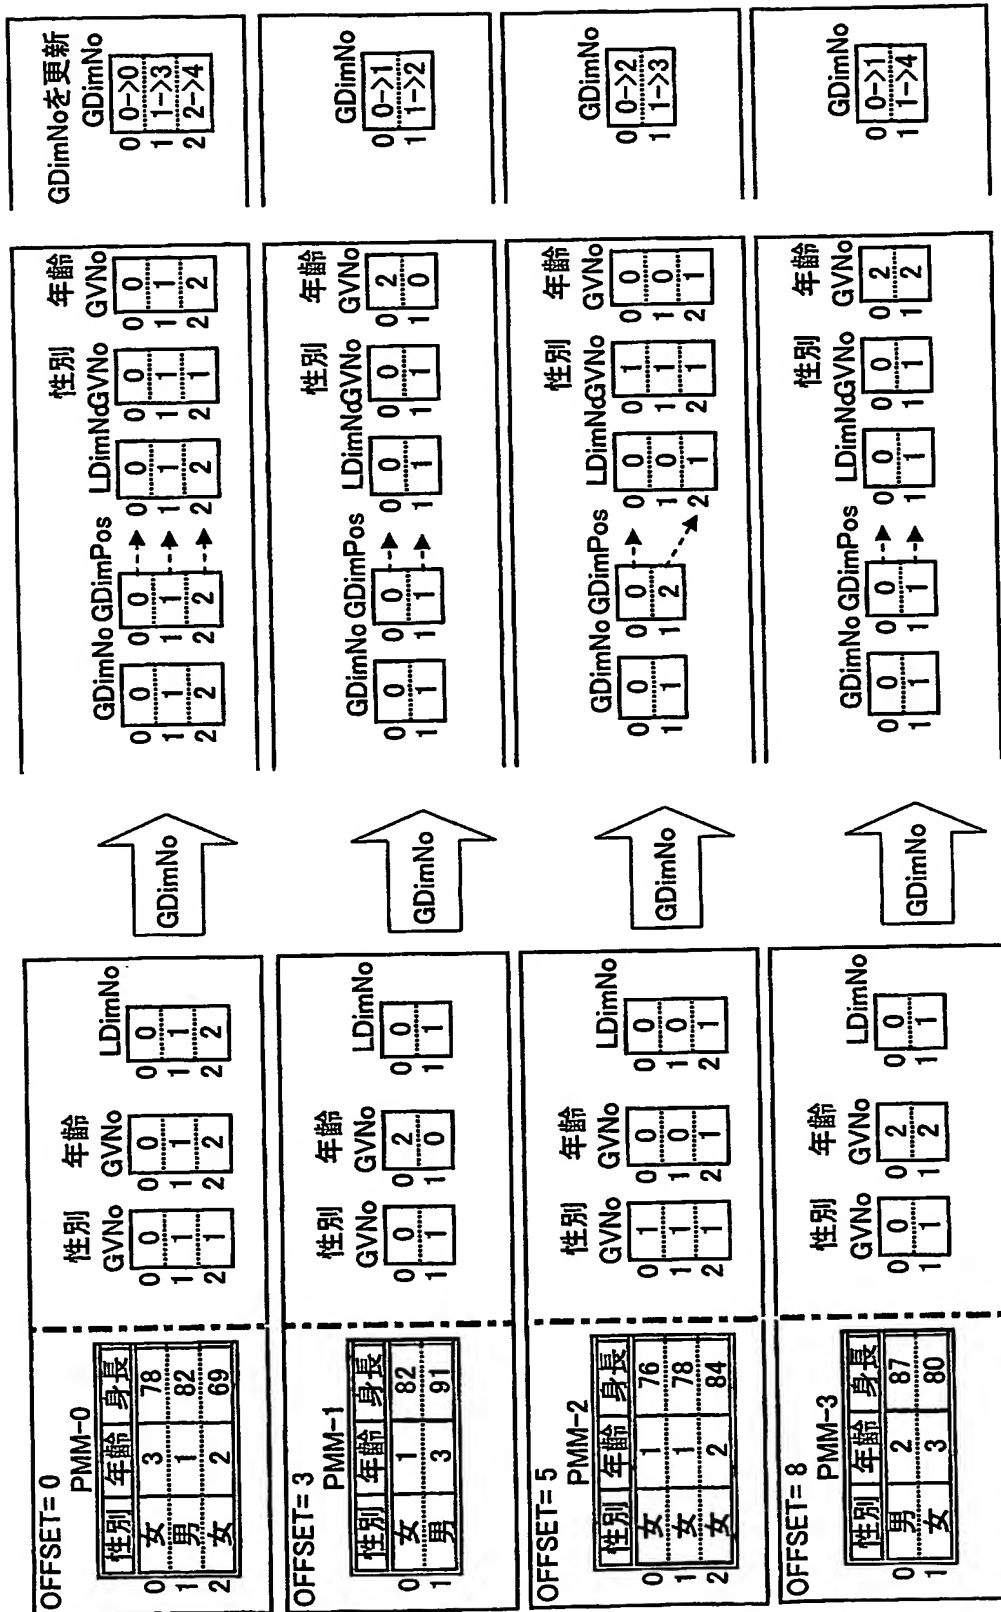 OFFSET= 0
PMM-0
性別 年齢 身長
0 女 3 78
1 男 1 82
2 女 2 69
性別 年齢
GVNo GVNo LDimNo
0 0 0 0 0 0
1 1 1 1 1 1
2 1 2 2 2 2
GDimNo
性別 年齢
GDimNo GDimPos LDimNo GVNo GVNo
0 0 0 0 0 0 0 0 0 0
1 1 1 1 1 1 1 1 1 1
2 2 2 2 2 2 2 1 2 2
GDimNoを更新
GDimNo
0 0->0
1 1->3
2 2->4
OFFSET= 3
PMM-1
性別 年齢 身長
0 女 1 82
1 男 3 91
性別 年齢
GVNo GVNo LDimNo
0 0 0 2 0 0
1 1 1 0 1 1
GDimNo
性別 年齢
GDimNo GDimPos LDimNo GVNo GVNo
0 0 0 0 0 0 0 0 0 2
1 1 1 1 1 1 1 1 1 0
GDimNo
0 0->1
1 1->2
OFFSET= 5
PMM-2
性別 年齢 身長
0 女 1 76
1 女 1 78
2 女 2 84
性別 年齢
GVNo GVNo LDimNo
0 1 0 0 0 0
1 1 1 0 1 0
2 1 2 1 2 1
GDimNo
性別 年齢
GDimNo GDimPos LDimNo GVNo GVNo
0 0 0 0 0 0 0 1 0 0
1 1 1 2 1 0 1 1 1 0
2 1 2 1 2 1
GDimNo
0 0->2
1 1->3
OFFSET= 8
PMM-3
性別 年齢 身長
0 男 2 87
1 女 3 80
性別 年齢
GVNo GVNo LDimNo
0 0 0 2 0 0
1 1 1 2 1 1
GDimNo
性別 年齢
GDimNo GDimPos LDimNo GVNo GVNo
0 0 0 0 0 0 0 0 0 2
1 1 1 1 1 1 1 1 1 2
GDimNo
0 0->1
1 1->4